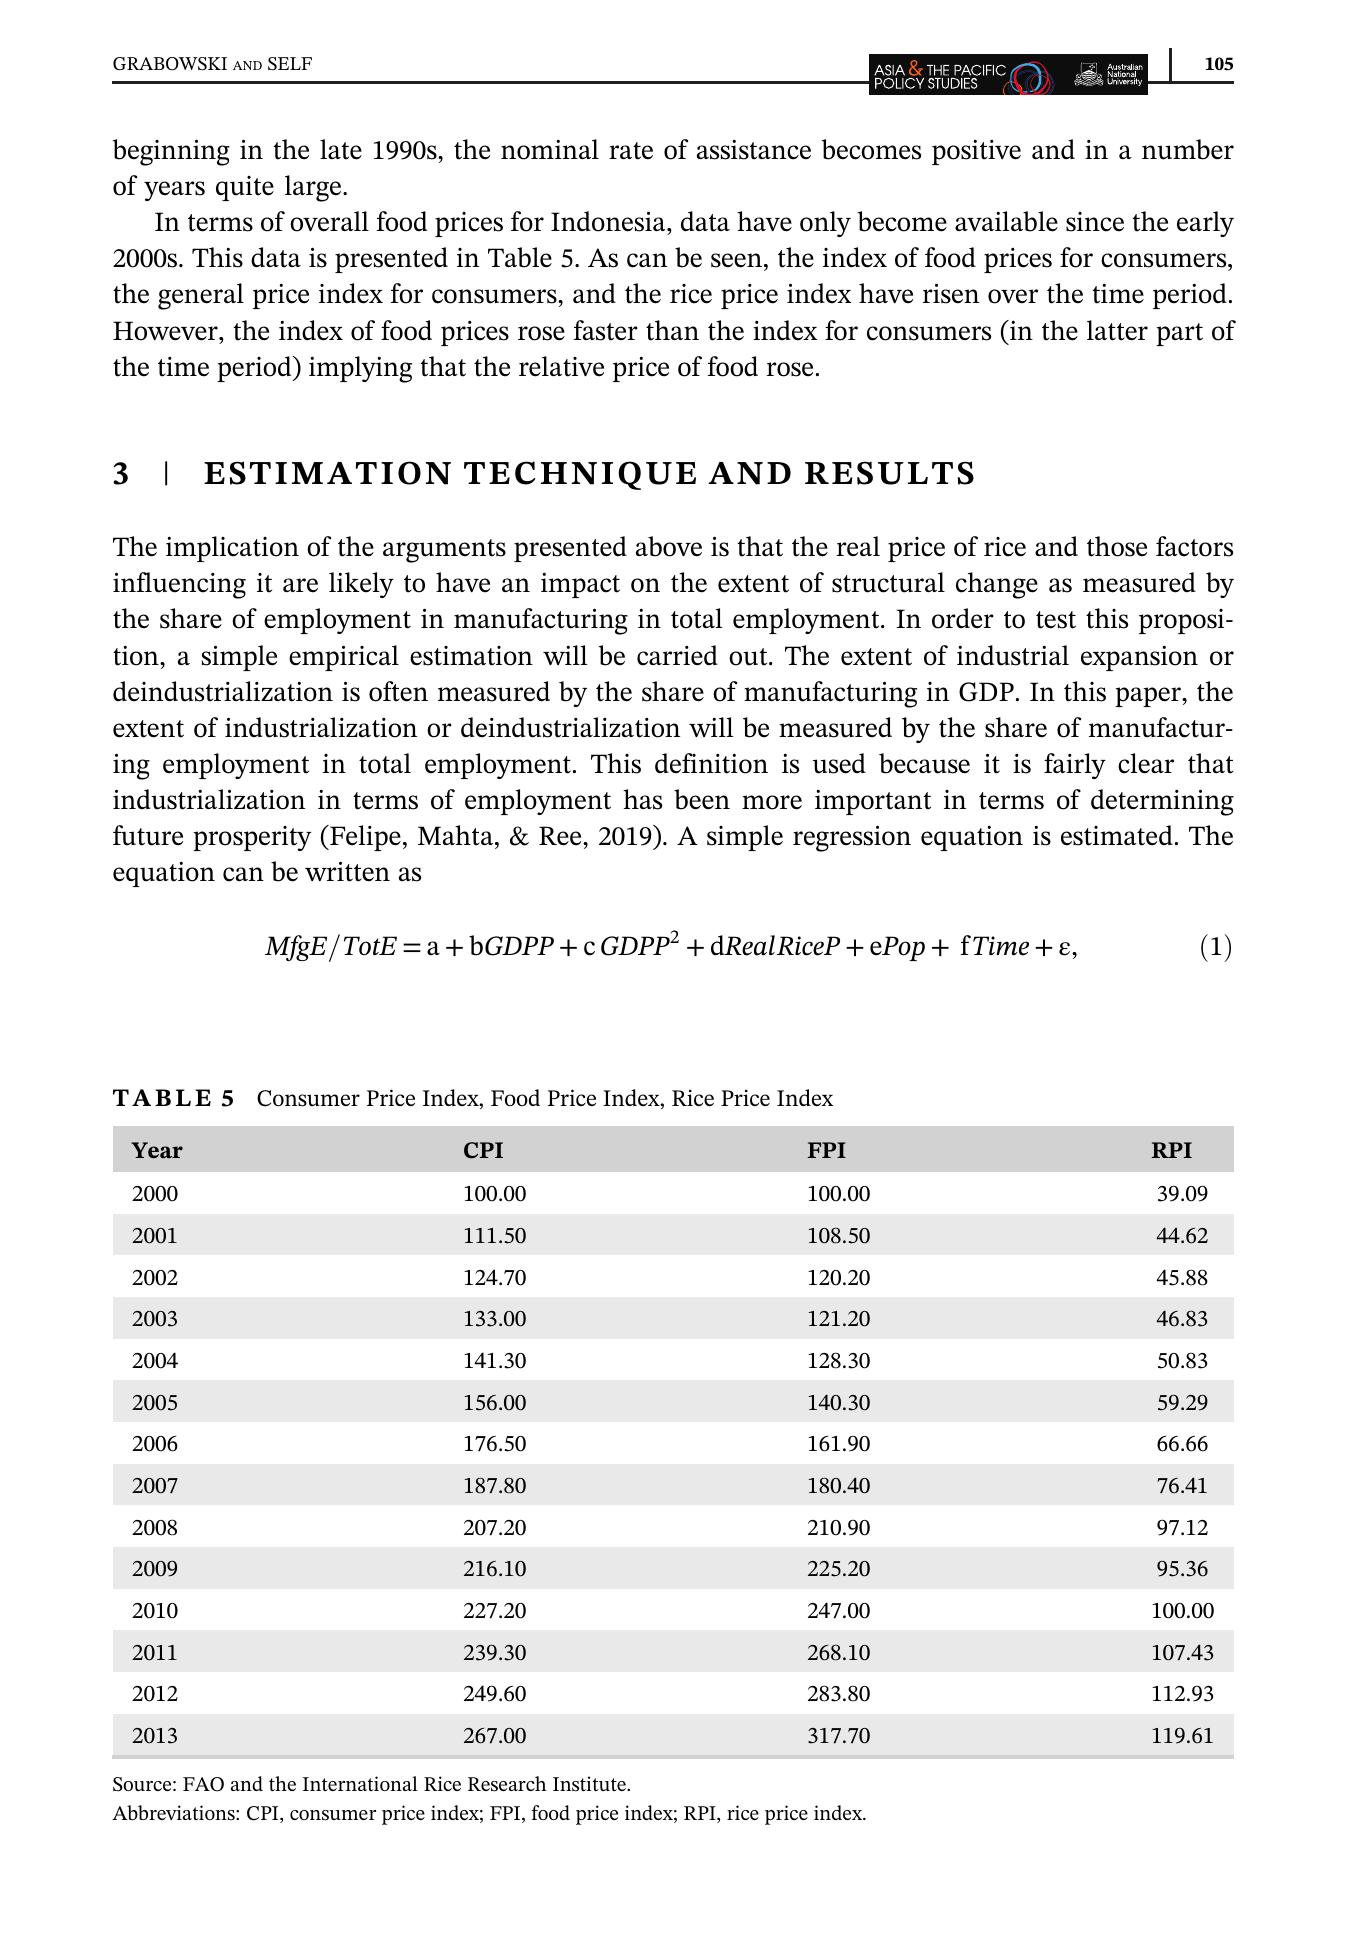 GRABOWSKI AND SELF
ASIA & THE PACIFIC
POLICY STUDIES
Australian
National
University
105
beginning in the late 1990s, the nominal rate of assistance becomes positive and in a number
of years quite large.
In terms of overall food prices for Indonesia, data have only become available since the early
2000s. This data is presented in Table 5. As can be seen, the index of food prices for consumers,
the general price index for consumers, and the rice price index have risen over the time period.
However, the index of food prices rose faster than the index for consumers (in the latter part of
the time period) implying that the relative price of food rose.
3 | ESTIMATION TECHNIQUE AND RESULTS
The implication of the arguments presented above is that the real price of rice and those factors
influencing it are likely to have an impact on the extent of structural change as measured by
the share of employment in manufacturing in total employment. In order to test this proposi-
tion, a simple empirical estimation will be carried out. The extent of industrial expansion or
deindustrialization is often measured by the share of manufacturing in GDP. In this paper, the
extent of industrialization or deindustrialization will be measured by the share of manufactur-
ing employment in total employment. This definition is used because it is fairly clear that
industrialization in terms of employment has been more important in terms of determining
future prosperity (Felipe, Mahta, & Ree, 2019). A simple regression equation is estimated. The
equation can be written as
MfgE/TotE = a + bGDPP + c GDPP² + dRealRiceP + ePop + fTime + ε, (1)
TABLE 5 Consumer Price Index, Food Price Index, Rice Price Index
Year CPI FPI RPI
2000 100.00 100.00 39.09
2001 111.50 108.50 44.62
2002 124.70 120.20 45.88
2003 133.00 121.20 46.83
2004 141.30 128.30 50.83
2005 156.00 140.30 59.29
2006 176.50 161.90 66.66
2007 187.80 180.40 76.41
2008 207.20 210.90 97.12
2009 216.10 225.20 95.36
2010 227.20 247.00 100.00
2011 239.30 268.10 107.43
2012 249.60 283.80 112.93
2013 267.00 317.70 119.61
Source: FAO and the International Rice Research Institute.
Abbreviations: CPI, consumer price index; FPI, food price index; RPI, rice price index.